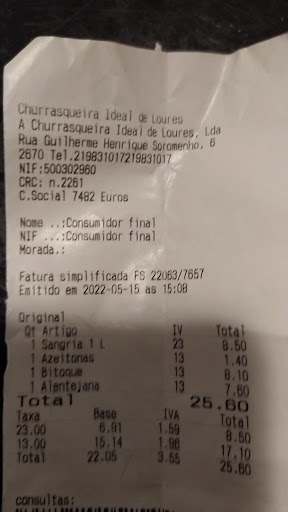 Churrasqueira Ideal de Loures
A Churrasqueira Ideal de Loures, Lda
Rua Guilherme Henrique Soromenho, 6
2670 Tel.219831017219831017
NIF:500302960
CRC: n.2261
C.Social 7482 Euros
Nome ..:Consumidor final
NIF ...:Consumidor final
Morada.:
Fatura simplificada FS 22063/7657
Emitido em 2022-05-15 as 15:08
Original
Qt Artigo IV Total
1 Sangria 1 L 23 8.50
1 Azeitonas 13 1.40
1 Bitoque 13 8.10
1 Alentejana 13 7.60
Total 25.60
Taxa Base IVA Total
23.00 6.91 1.59 8.50
13.00 15.14 1.96 17.10
Total 22.05 3.55 25.60
consultas: